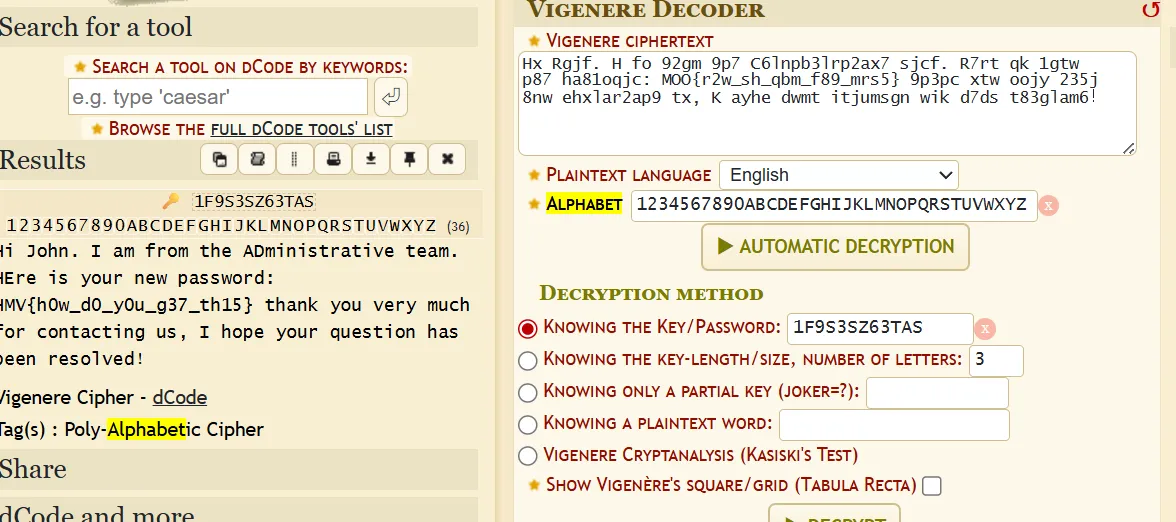 Search for a tool
★ SEARCH A TOOL ON DCODE BY KEYWORDS:
e.g. type 'caesar'
★ BROWSE THE FULL DCODE TOOLS' LIST
Results
1F9S3SZ63TAS
1234567890ABCDEFGHIJKLMNOPQRSTUVWXYZ (36)
Hi John. I am from the ADministrative team.
HEre is your new password:
HMV{h0w_d0_y0u_g37_th15} thank you very much
for contacting us, I hope your question has
been resolved!
Vigenere Cipher - dCode
Tag(s) : Poly-Alphabetic Cipher
Share
dCode and more
VIGENERE DECODER
★ VIGENERE CIPHERTEXT
Hx Rgjf. H fo 92gm 9p7 C6lnpb3lrp2ax7 sjcf. R7rt qk 1gtw
p87 ha81oqjc: MOO{r2w_sh_qbm_f89_mrs5} 9p3pc xtw oojy 235j
8nw ehxlar2ap9 tx, K ayhe dwmt itjumsgn wik d7ds t83glam6!
★ PLAINTEXT LANGUAGE English
★ ALPHABET 1234567890ABCDEFGHIJKLMNOPQRSTUVWXYZ x
▶ AUTOMATIC DECRYPTION
DECRYPTION METHOD
KNOWING THE KEY/PASSWORD: 1F9S3SZ63TAS x
KNOWING THE KEY-LENGTH/SIZE, NUMBER OF LETTERS: 3
KNOWING ONLY A PARTIAL KEY (JOKER=?):
KNOWING A PLAINTEXT WORD:
VIGENERE CRYPTANALYSIS (KASISKI'S TEST)
★ SHOW VIGENÈRE'S SQUARE/GRID (TABULA RECTA)
▶ DECRYPT